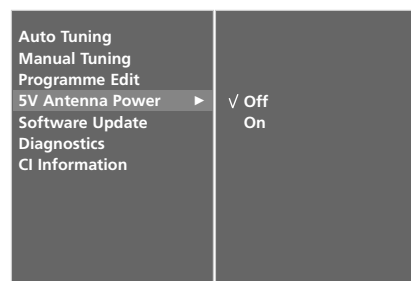 Auto Tuning
Manual Tuning
Programme Edit
5V Antenna Power ►
Software Update
Diagnostics
CI Information
√ Off
On